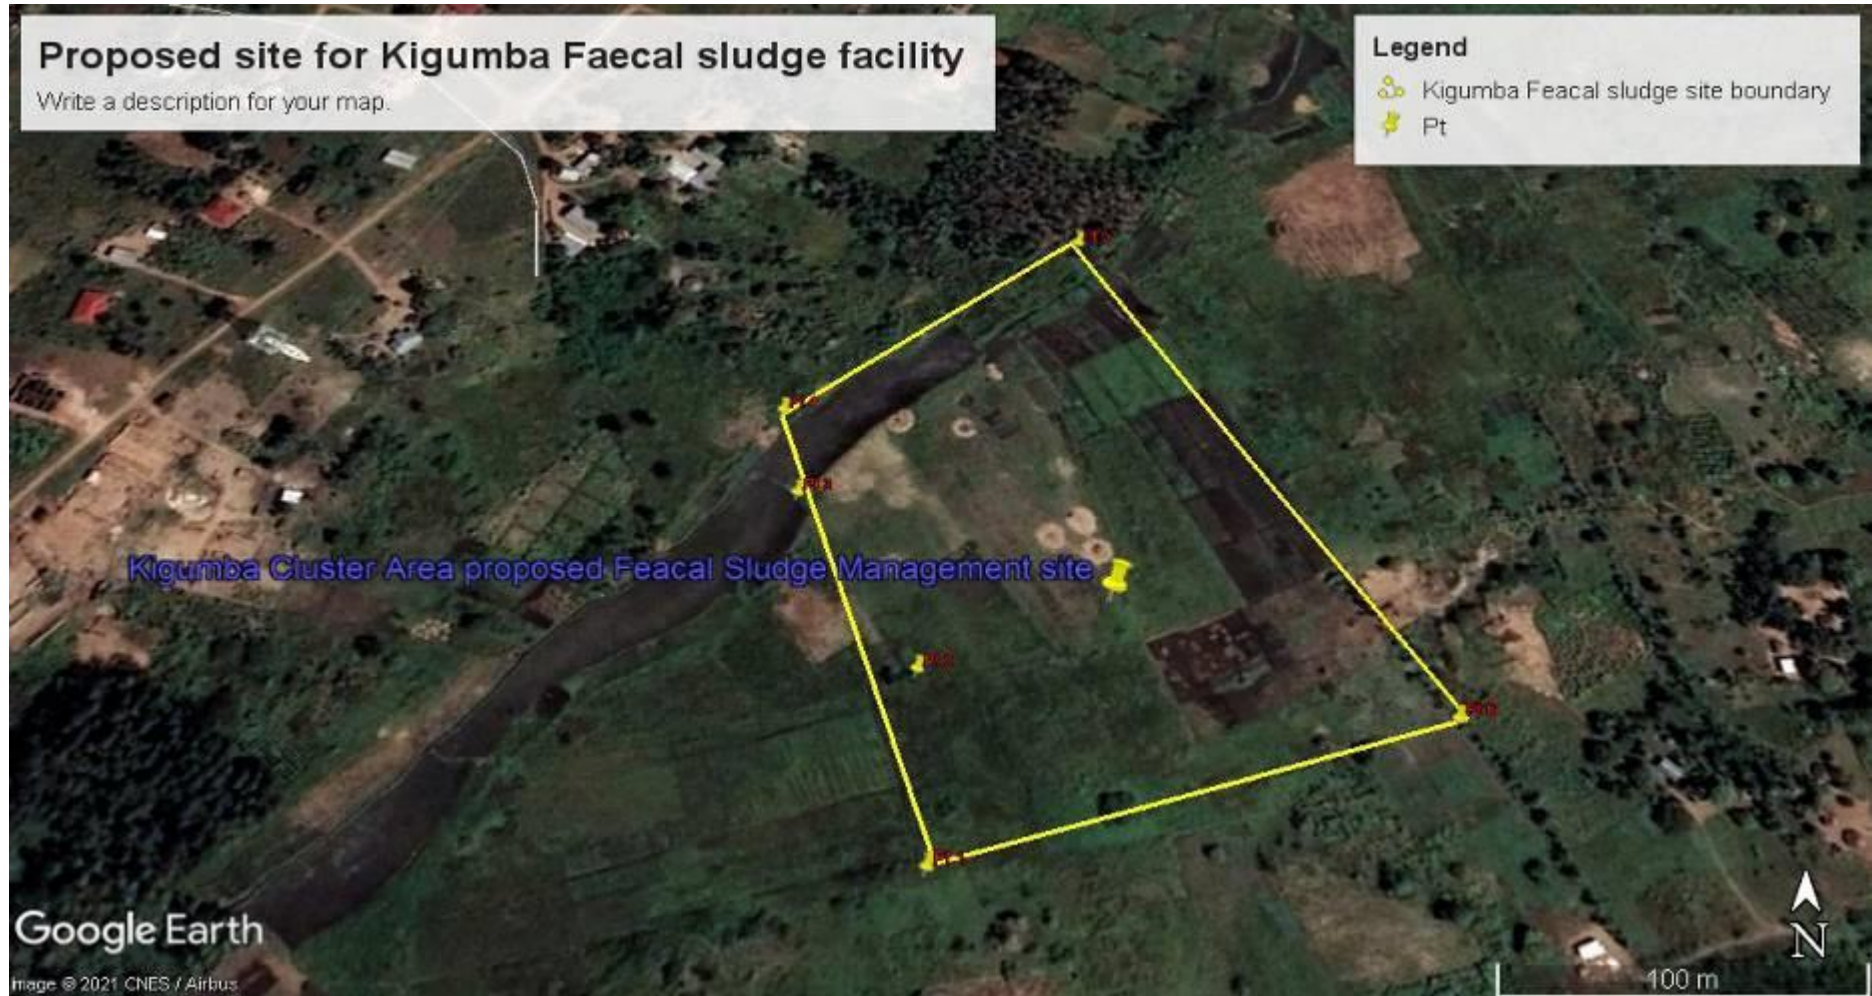 Proposed site for Kigumba Faecal sludge facility
Write a description for your map.
Legend
Kigumba Feacal sludge site boundary
Pt
Kigumba Cluster Area proposed Feacal Sludge Management site
Google Earth
Image © 2021 CNES / Airbus
N
100 m